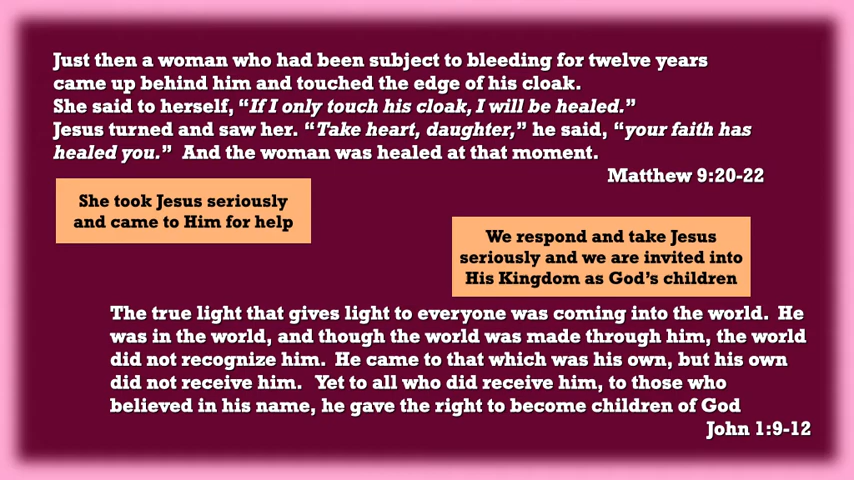 Just then a woman who had been subject to bleeding for twelve years
came up behind him and touched the edge of his cloak.
She said to herself, “If I only touch his cloak, I will be healed.”
Jesus turned and saw her. “Take heart, daughter,” he said, “your faith has
healed you.”  And the woman was healed at that moment.
Matthew 9:20-22
She took Jesus seriously
and came to Him for help
We respond and take Jesus
seriously and we are invited into
His Kingdom as God’s children
The true light that gives light to everyone was coming into the world.  He
was in the world, and though the world was made through him, the world
did not recognize him.  He came to that which was his own, but his own
did not receive him.  Yet to all who did receive him, to those who
believed in his name, he gave the right to become children of God
John 1:9-12